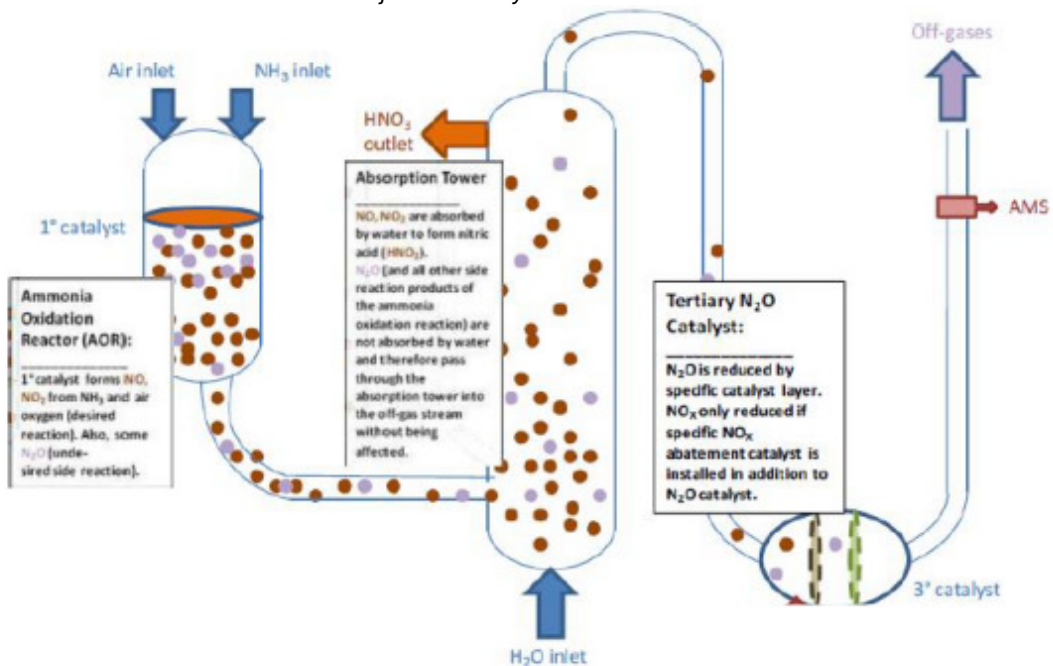 Off-gases
Air inlet
NH₃ inlet
HNO₃
outlet
Absorption Tower
NO, NO₂ are absorbed
by water to form nitric
acid (HNO₃).
N₂O (and all other side
reaction products of
the ammonia
oxidation reaction) are
not absorbed by water
and therefore pass
through the
absorption tower into
the off-gas stream
without being
affected.
AMS
1° catalyst
Ammonia
Oxidation
Reactor (AOR):
1° catalyst forms NO,
NO₂ from NH₃ and air
oxygen (desired
reaction). Also, some
N₂O (unde-
sired side reaction).
Tertiary N₂O
Catalyst:
N₂O is reduced by
specific catalyst layer.
NOₓ only reduced if
specific NOₓ
abatement catalyst is
installed in addition to
N₂O catalyst.
3° catalyst
H₂O inlet